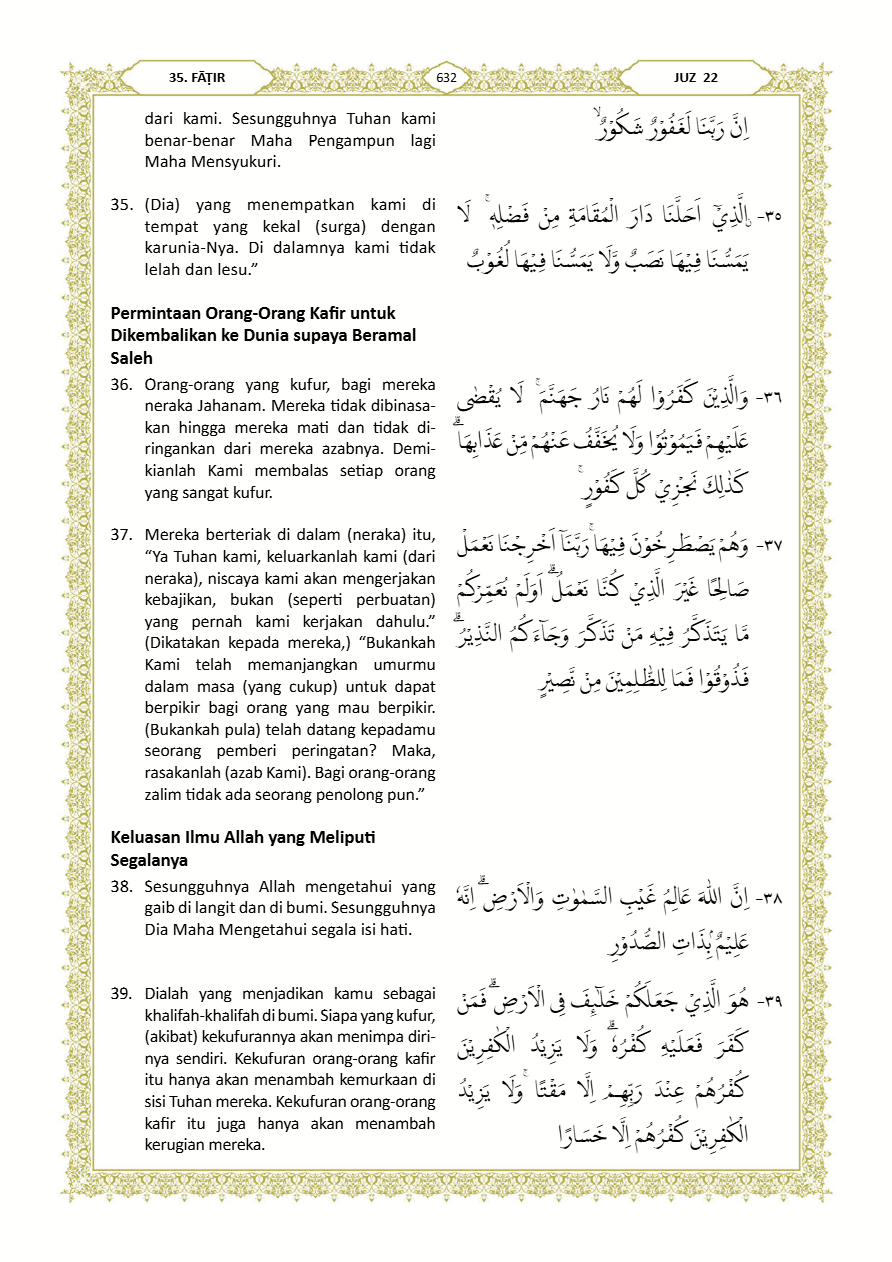 35. FĀṬIR
632
JUZ 22
dari kami. Sesungguhnya Tuhan kami
benar-benar Maha Pengampun lagi
Maha Mensyukuri.
اِنَّ رَبَّنَا لَغَفُوْرٌ شَكُوْرٌۙ
35. (Dia) yang menempatkan kami di
tempat yang kekal (surga) dengan
karunia-Nya. Di dalamnya kami tidak
lelah dan lesu.”
٣٥- ۨالَّذِيْٓ اَحَلَّنَا دَارَ الْمُقَامَةِ مِنْ فَضْلِهٖۚ لَا
يَمَسُّنَا فِيْهَا نَصَبٌ وَّلَا يَمَسُّنَا فِيْهَا لُغُوْبٌ
Permintaan Orang-Orang Kafir untuk
Dikembalikan ke Dunia supaya Beramal
Saleh
36. Orang-orang yang kufur, bagi mereka
neraka Jahanam. Mereka tidak dibinasa-
kan hingga mereka mati dan tidak di-
ringankan dari mereka azabnya. Demi-
kianlah Kami membalas setiap orang
yang sangat kufur.
٣٦- وَالَّذِيْنَ كَفَرُوْا لَهُمْ نَارُ جَهَنَّمَۚ لَا يُقْضٰى
عَلَيْهِمْ فَيَمُوْتُوْا وَلَا يُخَفَّفُ عَنْهُمْ مِّنْ عَذَابِهَاۗ
كَذٰلِكَ نَجْزِيْ كُلَّ كَفُوْرٍۚ
37. Mereka berteriak di dalam (neraka) itu,
“Ya Tuhan kami, keluarkanlah kami (dari
neraka), niscaya kami akan mengerjakan
kebajikan, bukan (seperti perbuatan)
yang pernah kami kerjakan dahulu.”
(Dikatakan kepada mereka,) “Bukankah
Kami telah memanjangkan umurmu
dalam masa (yang cukup) untuk dapat
berpikir bagi orang yang mau berpikir.
(Bukankah pula) telah datang kepadamu
seorang pemberi peringatan? Maka,
rasakanlah (azab Kami). Bagi orang-orang
zalim tidak ada seorang penolong pun.”
٣٧- وَهُمْ يَصْطَرِخُوْنَ فِيْهَاۚ رَبَّنَآ اَخْرِجْنَا نَعْمَلْ
صَالِحًا غَيْرَ الَّذِيْ كُنَّا نَعْمَلُۗ اَوَلَمْ نُعَمِّرْكُمْ
مَّا يَتَذَكَّرُ فِيْهِ مَنْ تَذَكَّرَ وَجَاۤءَكُمُ النَّذِيْرُۗ
فَذُوْقُوْا فَمَا لِلظّٰلِمِيْنَ مِنْ نَّصِيْرٍ
Keluasan Ilmu Allah yang Meliputi
Segalanya
38. Sesungguhnya Allah mengetahui yang
gaib di langit dan di bumi. Sesungguhnya
Dia Maha Mengetahui segala isi hati.
٣٨- اِنَّ اللّٰهَ عَالِمُ غَيْبِ السَّمٰوٰتِ وَالْاَرْضِۗ اِنَّهٗ
عَلِيْمٌ ۢبِذَاتِ الصُّدُوْرِ
39. Dialah yang menjadikan kamu sebagai
khalifah-khalifah di bumi. Siapa yang kufur,
(akibat) kekufurannya akan menimpa diri-
nya sendiri. Kekufuran orang-orang kafir
itu hanya akan menambah kemurkaan di
sisi Tuhan mereka. Kekufuran orang-orang
kafir itu juga hanya akan menambah
kerugian mereka.
٣٩- هُوَ الَّذِيْ جَعَلَكُمْ خَلٰۤىِٕفَ فِى الْاَرْضِۗ فَمَنْ
كَفَرَ فَعَلَيْهِ كُفْرُهٗۗ وَلَا يَزِيْدُ الْكٰفِرِيْنَ
كُفْرُهُمْ عِنْدَ رَبِّهِمْ اِلَّا مَقْتًاۚ وَلَا يَزِيْدُ
الْكٰفِرِيْنَ كُفْرُهُمْ اِلَّا خَسَارًا